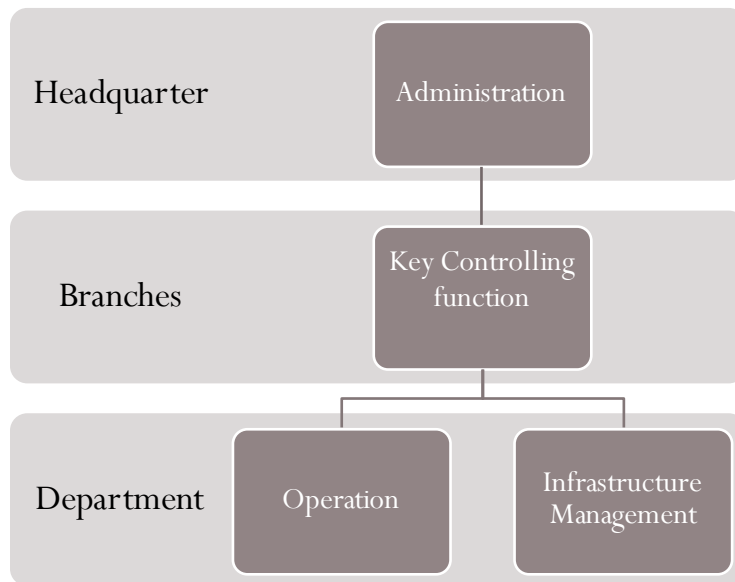 Headquarter
Administration
Branches
Key Controlling
function
Department
Operation
Infrastructure
Management